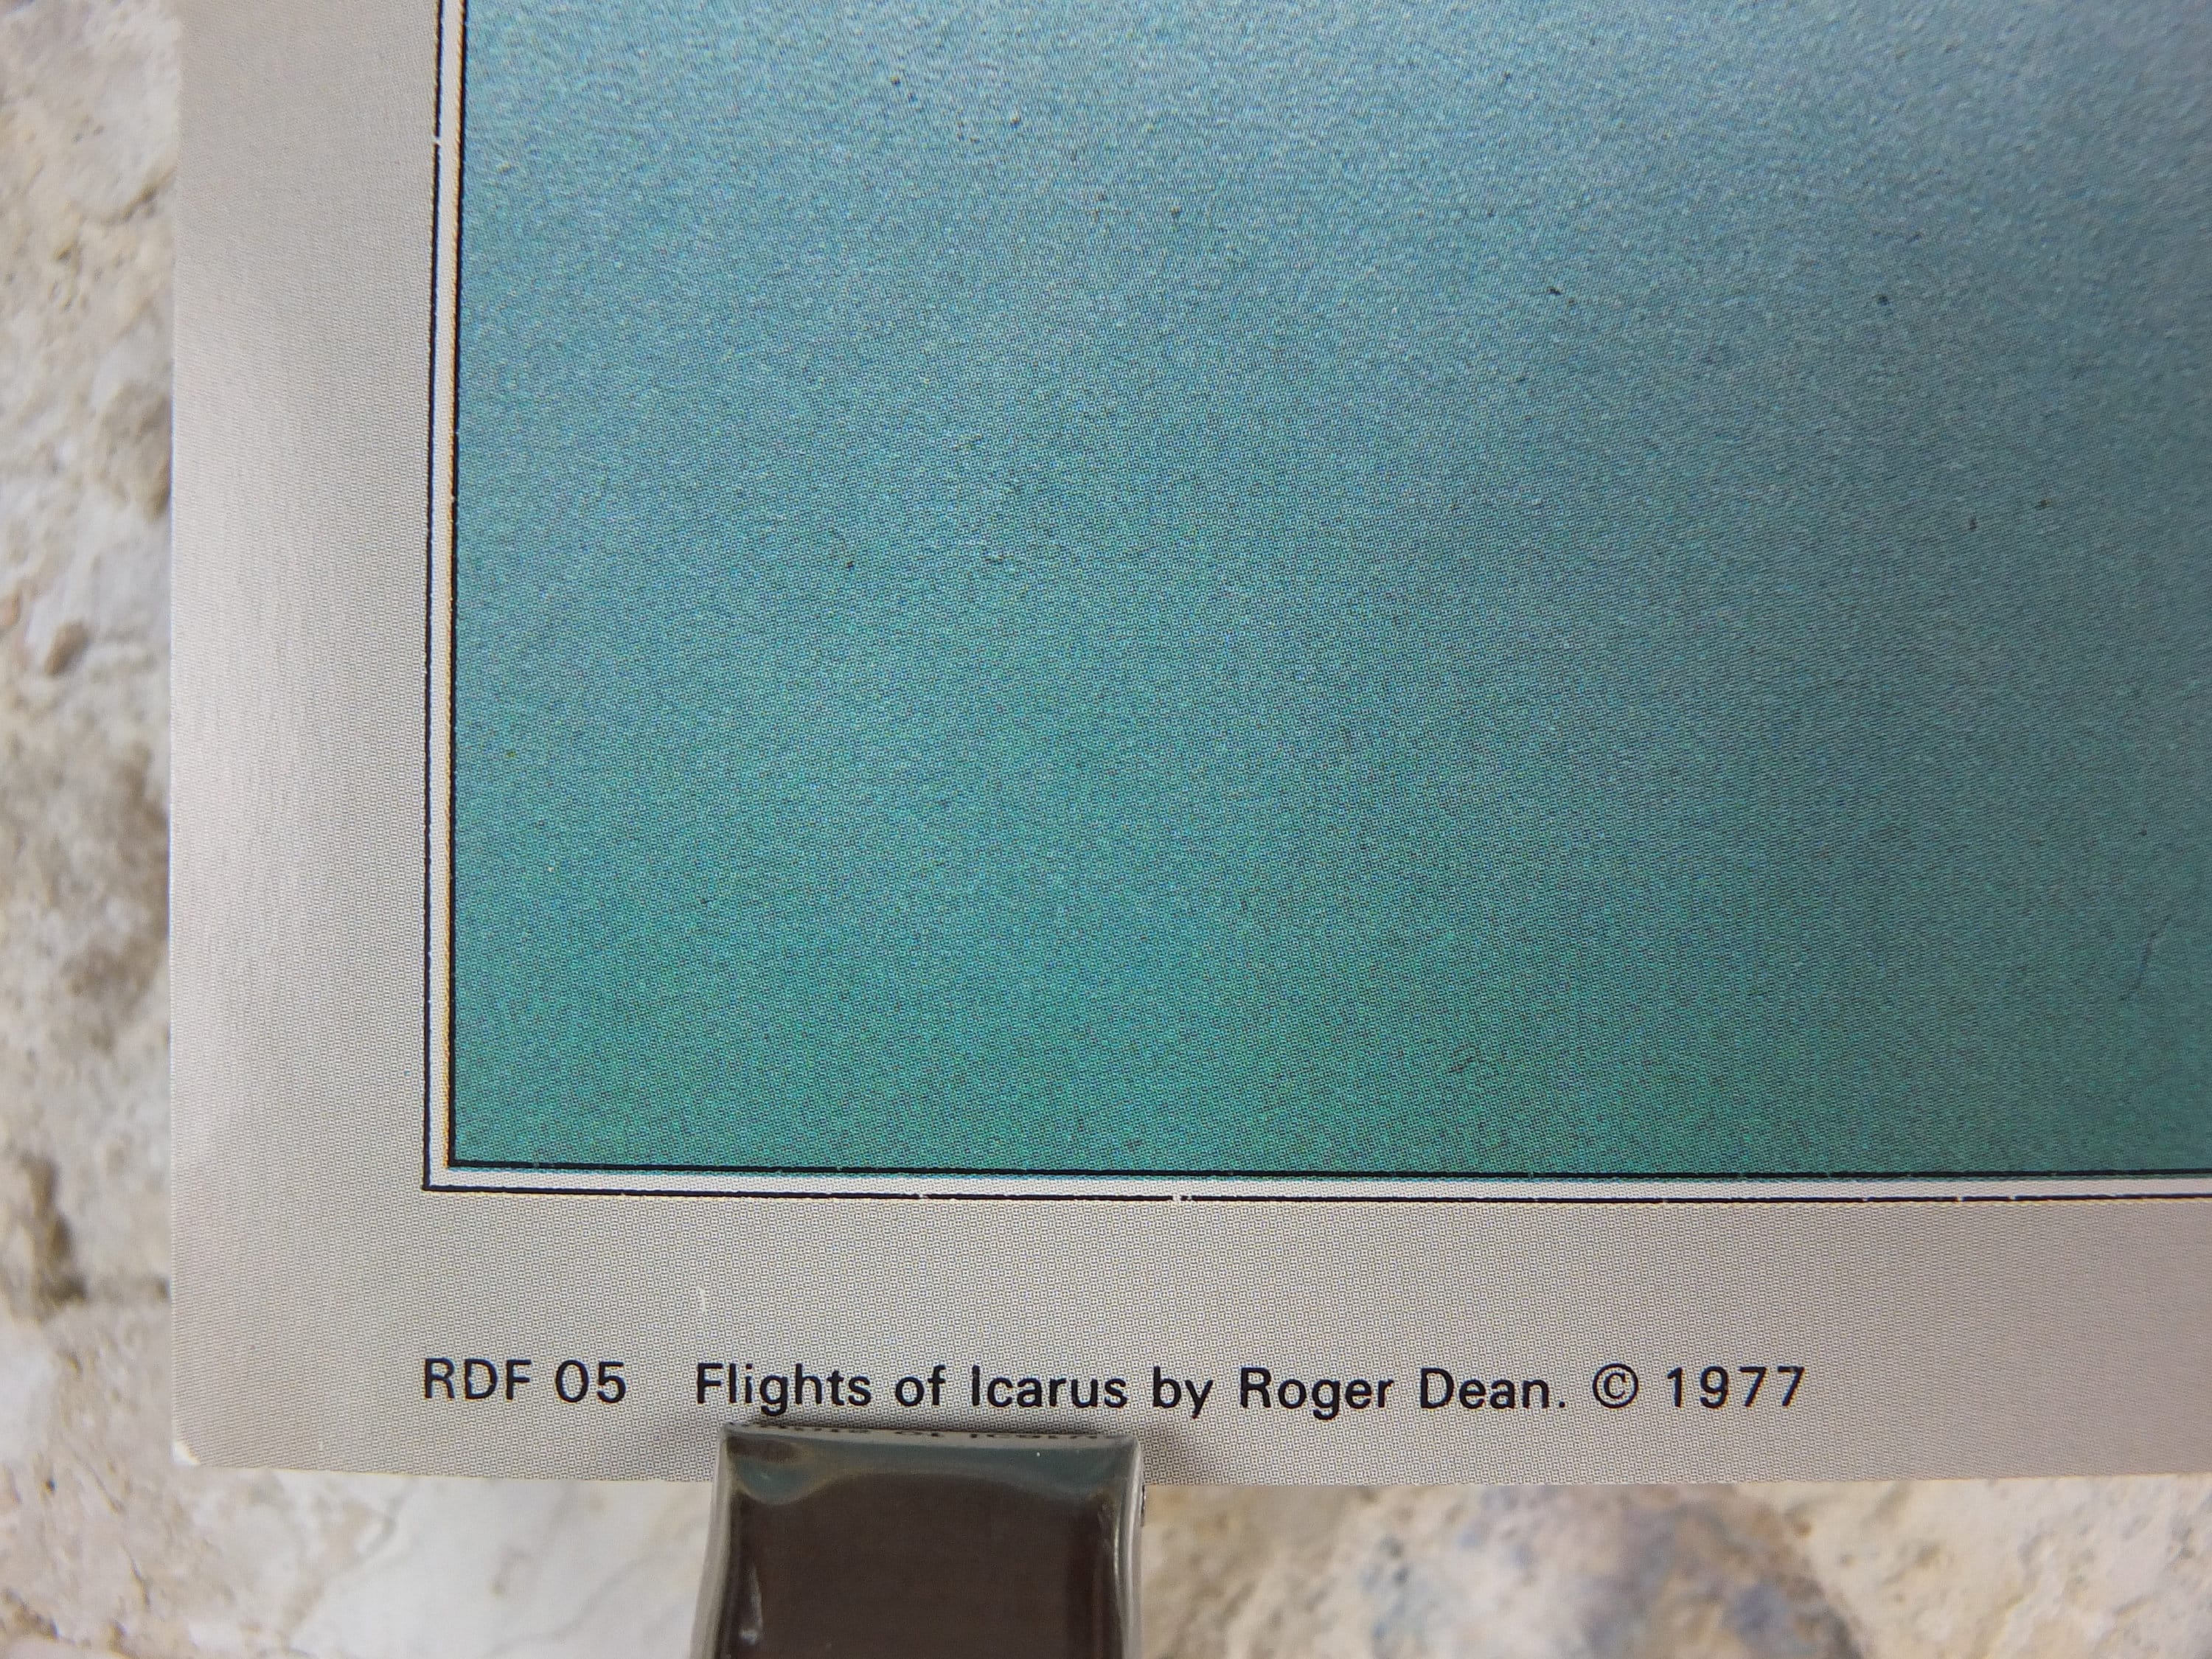 RDF 05 Flights of Icarus by Roger Dean. © 1977